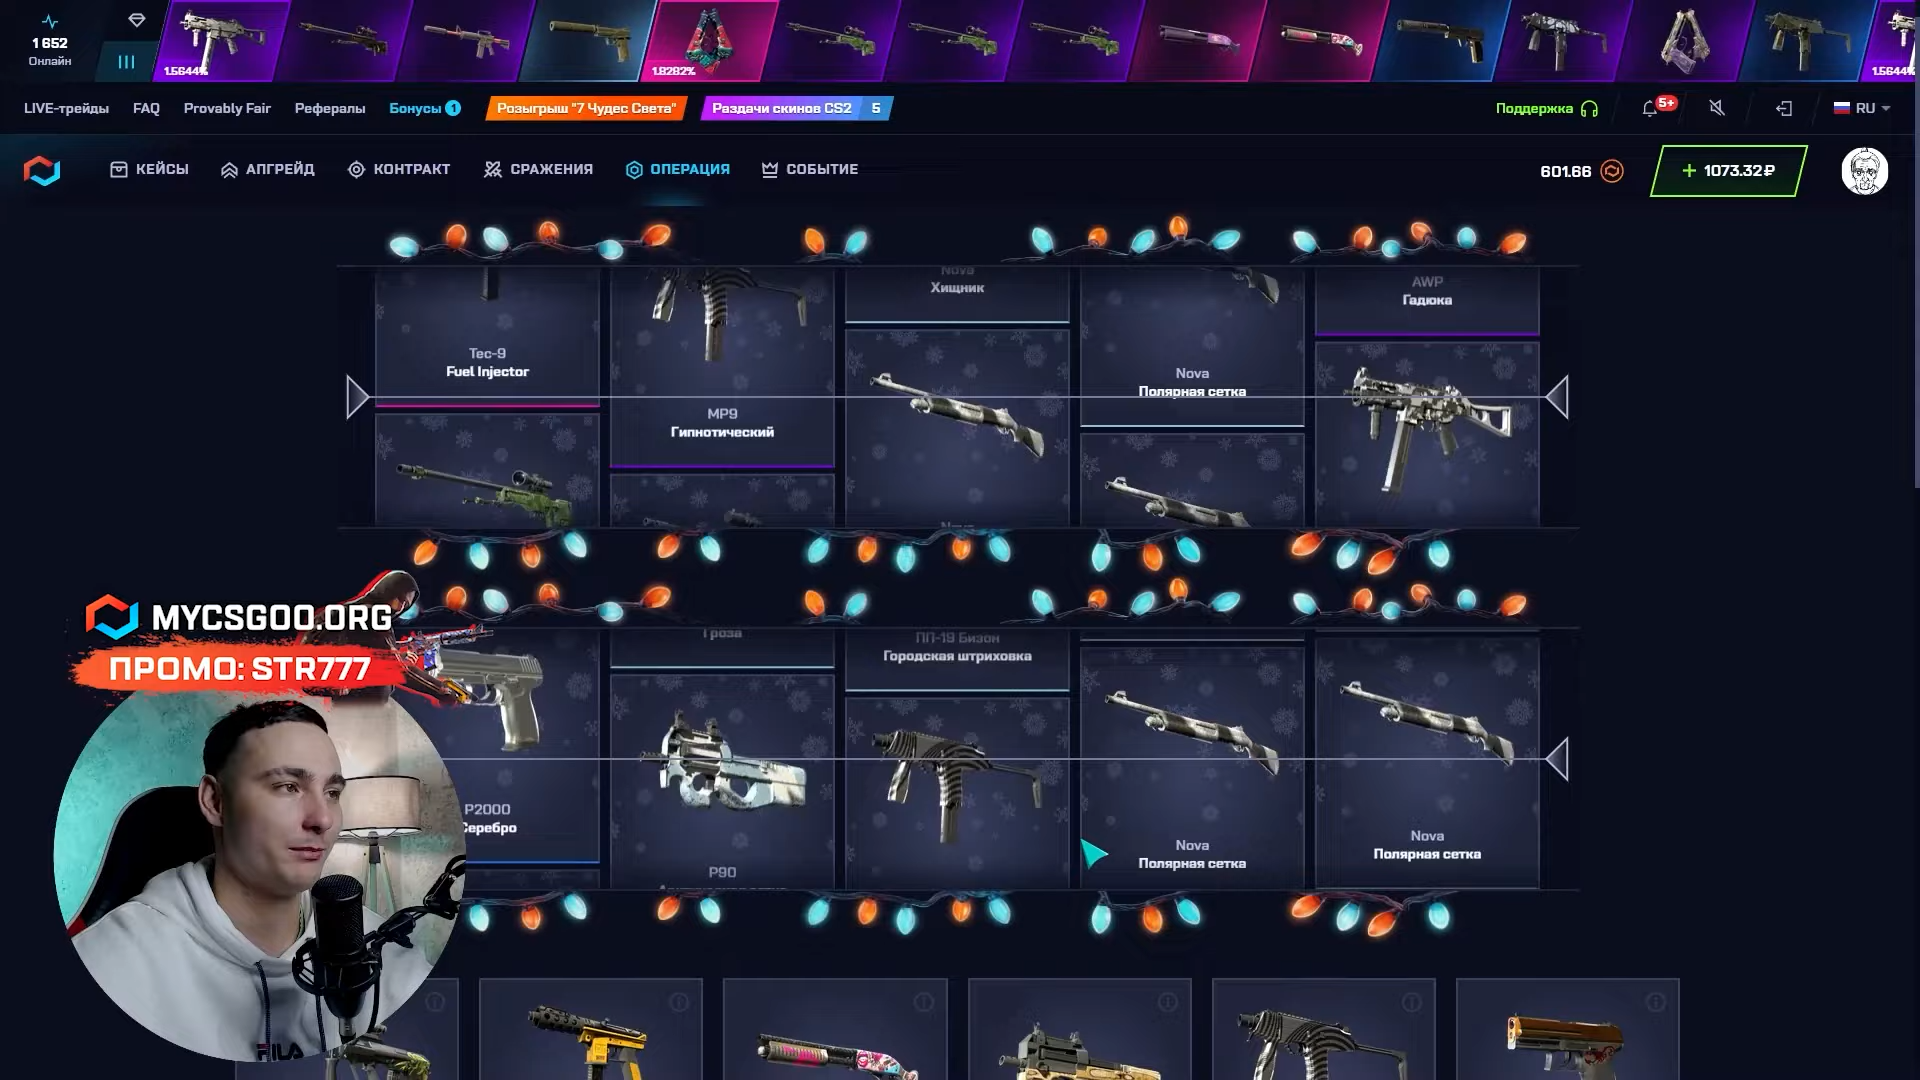 1.5644%
1.8282%
1.5644%
1 652
Онлайн
LIVE-трейды
FAQ
Provably Fair
Рефералы
Бонусы 1
Розыгрыш "7 Чудес Света"
Раздачи скинов CS2 5
Поддержка
5+
RU
КЕЙСЫ
АПГРЕЙД
КОНТРАКТ
СРАЖЕНИЯ
ОПЕРАЦИЯ
СОБЫТИЕ
601.66
+ 1073.32₽
Tec-9
Fuel Injector
MP9
Гипнотический
Nova
Хищник
Nova
Полярная сетка
AWP
Гадюка
MYCSGOO.ORG
ПРОМО: STR777
P2000
Серебро
Гроза
P90
ПП-19 Бизон
Городская штриховка
Nova
Полярная сетка
Nova
Полярная сетка
FILA